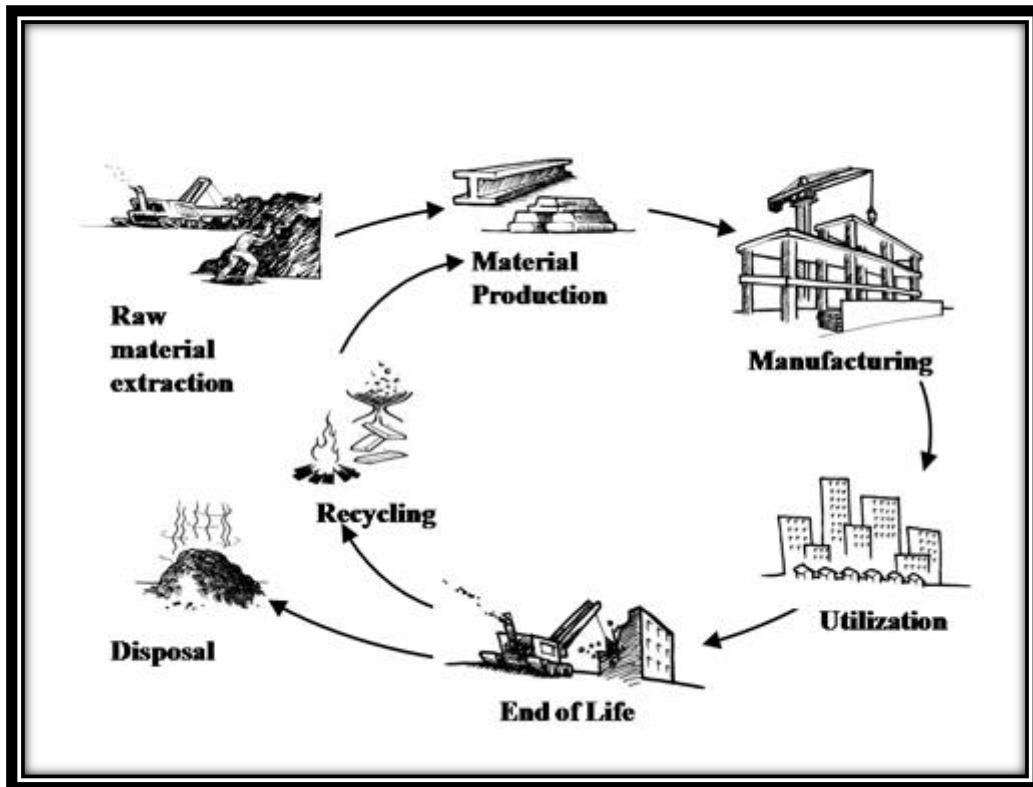 Raw
material
extraction
Material
Production
Manufacturing
Utilization
End of Life
Recycling
Disposal